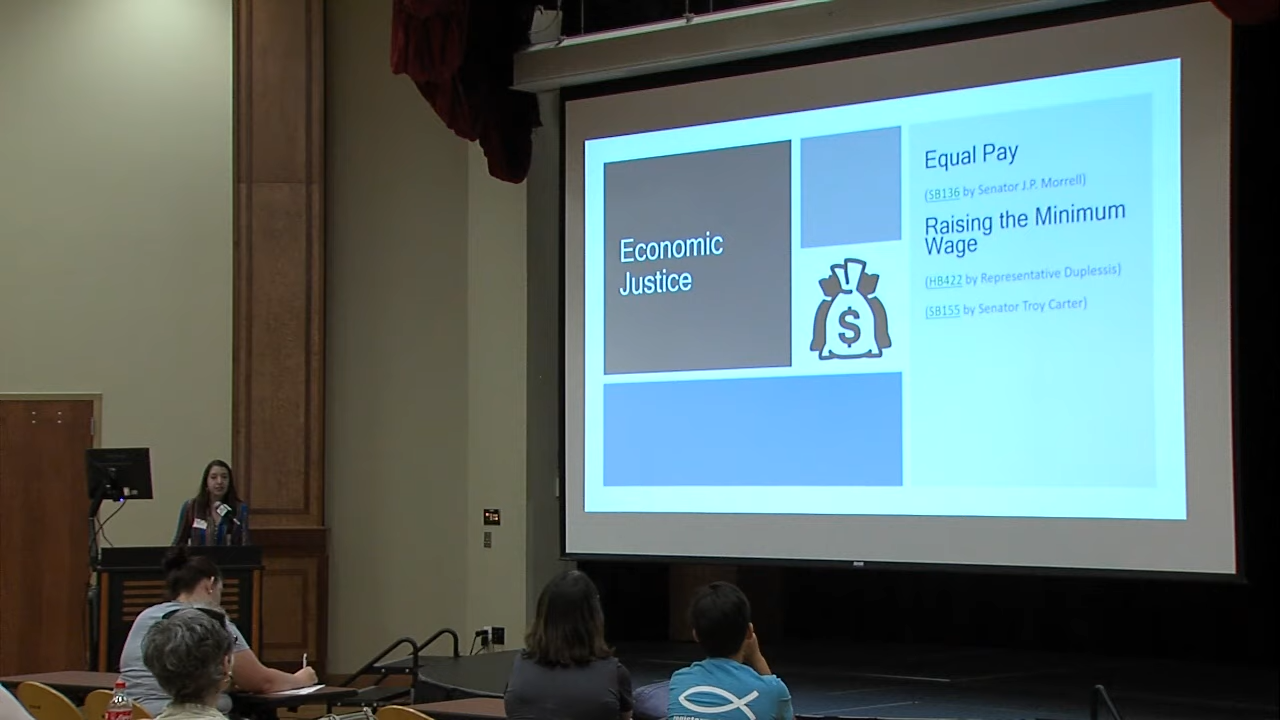 Economic
Justice
$
Equal Pay
(SB136 by Senator J.P. Morrell)
Raising the Minimum
Wage
(HB422 by Representative Duplessis)
(SB155 by Senator Troy Carter)